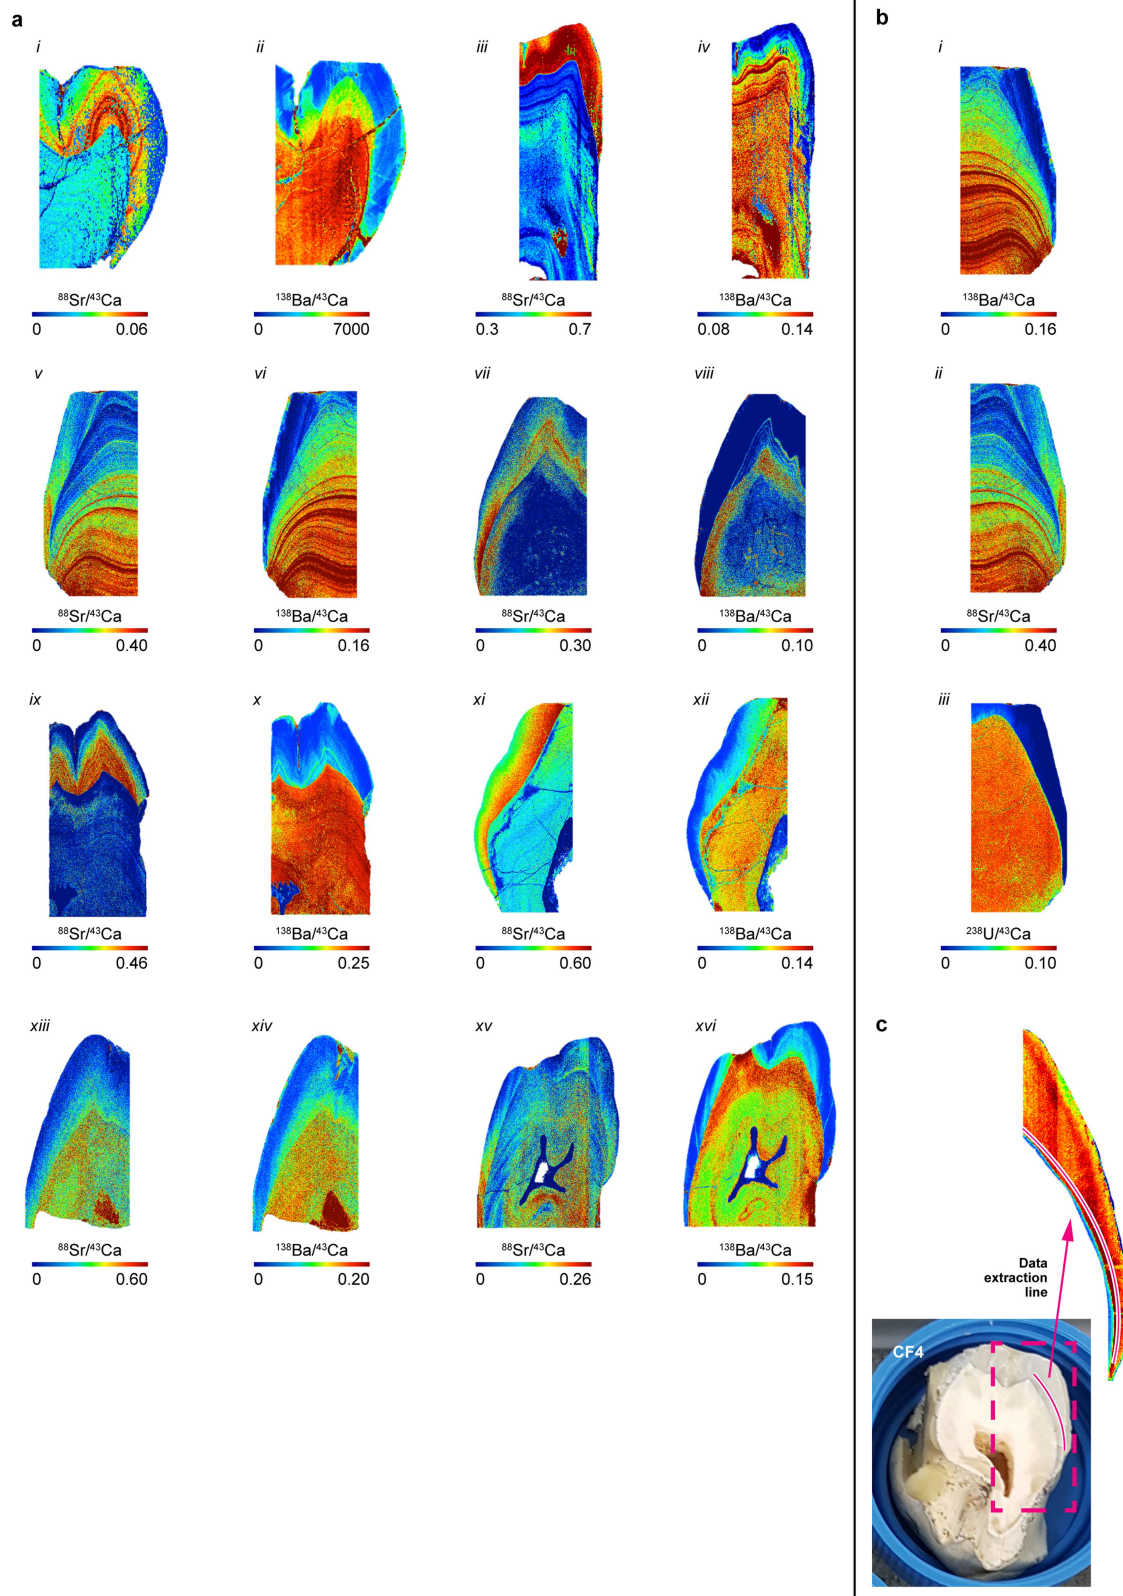 a
b
i
ii
iii
iv
i
⁸⁸Sr/⁴³Ca
¹³⁸Ba/⁴³Ca
⁸⁸Sr/⁴³Ca
¹³⁸Ba/⁴³Ca
¹³⁸Ba/⁴³Ca
0 0.06
0 7000
0.3 0.7
0.08 0.14
0 0.16
v
vi
vii
viii
ii
⁸⁸Sr/⁴³Ca
¹³⁸Ba/⁴³Ca
⁸⁸Sr/⁴³Ca
¹³⁸Ba/⁴³Ca
⁸⁸Sr/⁴³Ca
0 0.40
0 0.16
0 0.30
0 0.10
0 0.40
ix
x
xi
xii
iii
⁸⁸Sr/⁴³Ca
¹³⁸Ba/⁴³Ca
⁸⁸Sr/⁴³Ca
¹³⁸Ba/⁴³Ca
²³⁸U/⁴³Ca
0 0.46
0 0.25
0 0.60
0 0.14
0 0.10
xiii
xiv
xv
xvi
c
⁸⁸Sr/⁴³Ca
¹³⁸Ba/⁴³Ca
⁸⁸Sr/⁴³Ca
¹³⁸Ba/⁴³Ca
0 0.60
0 0.20
0 0.26
0 0.15
Data
extraction
line
CF4